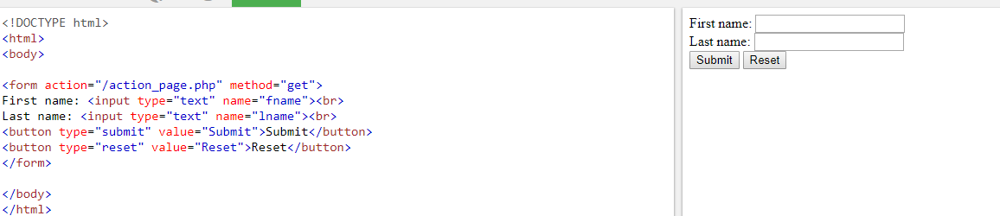 <!DOCTYPE html>
<html>
<body>
<form action="/action_page.php" method="get">
First name: <input type="text" name="fname"><br>
Last name: <input type="text" name="lname"><br>
<button type="submit" value="Submit">Submit</button>
<button type="reset" value="Reset">Reset</button>
</form>
</body>
</html>
First name:
Last name:
Submit Reset